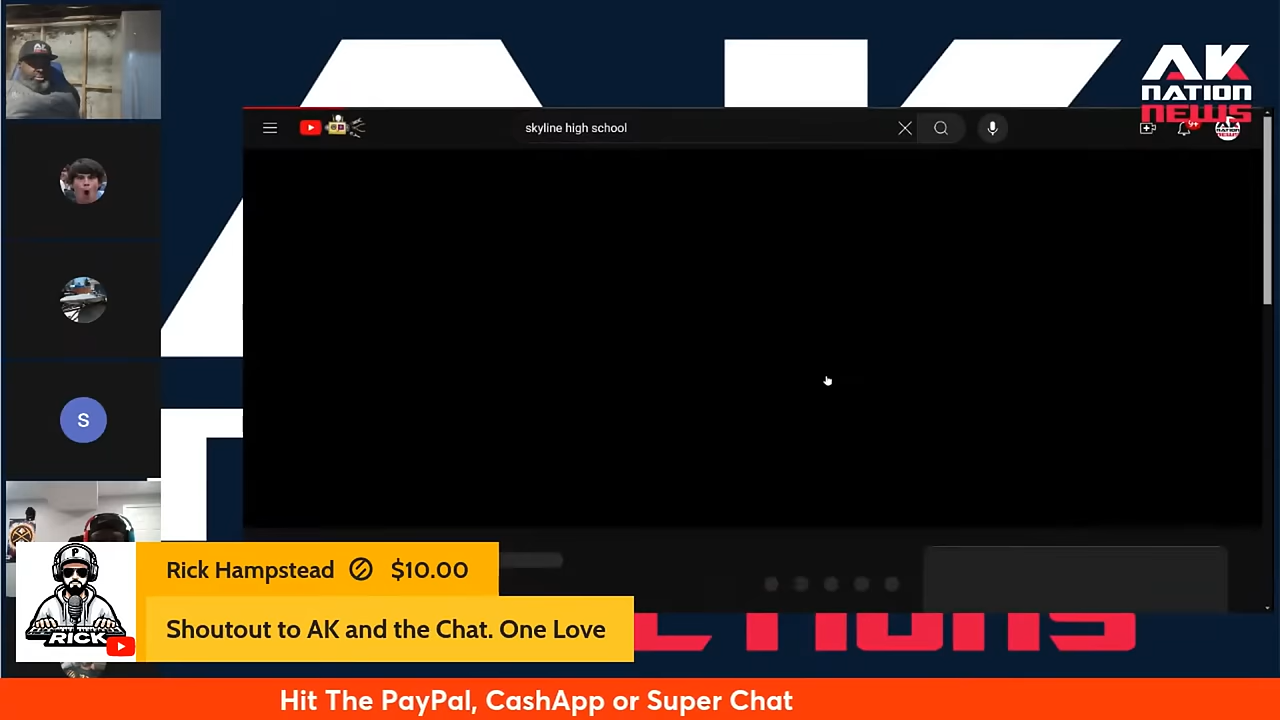 AK
NATION
NEWS
skyline high school
9+
S
Rick Hampstead $10.00
Shoutout to AK and the Chat. One Love
RICK
Hit The PayPal, CashApp or Super Chat